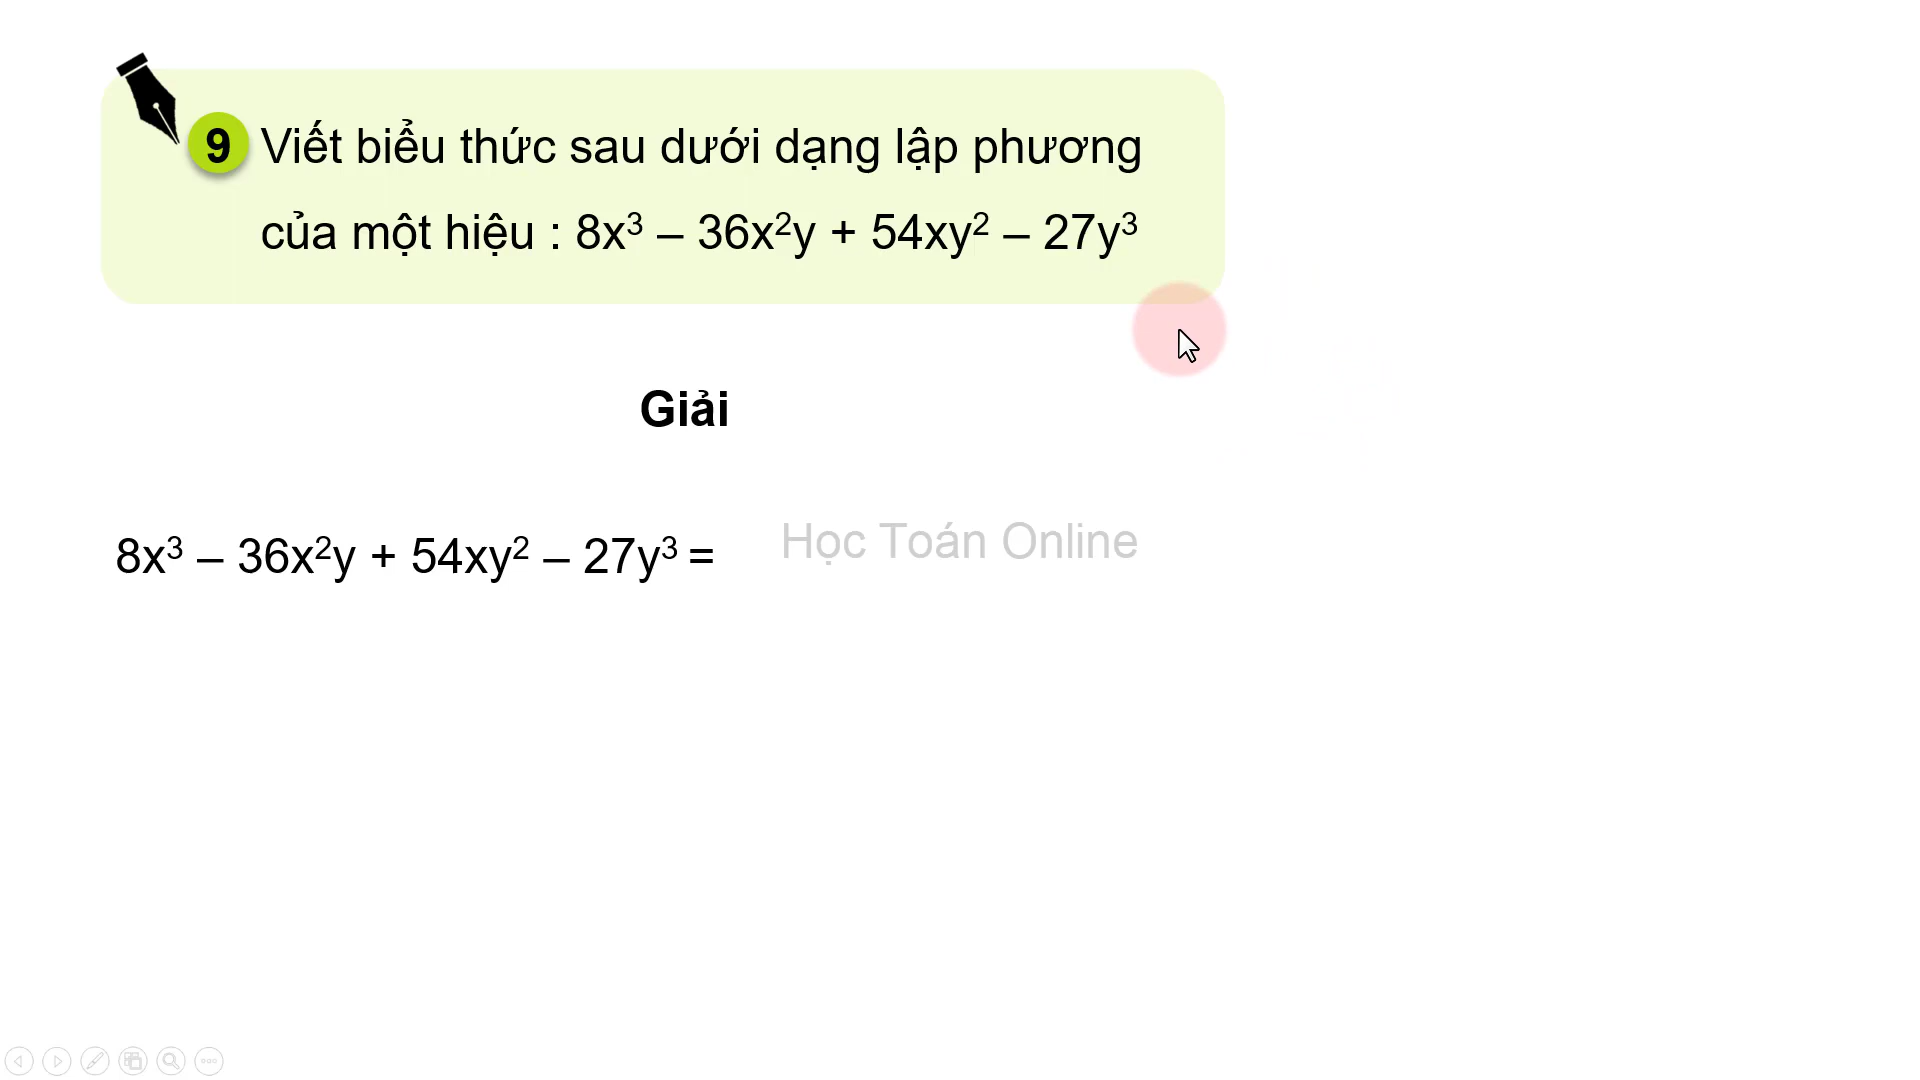 9 Viết biểu thức sau dưới dạng lập phương
của một hiệu : 8x³ – 36x²y + 54xy² – 27y³
Giải
8x³ – 36x²y + 54xy² – 27y³ =
Học Toán Online